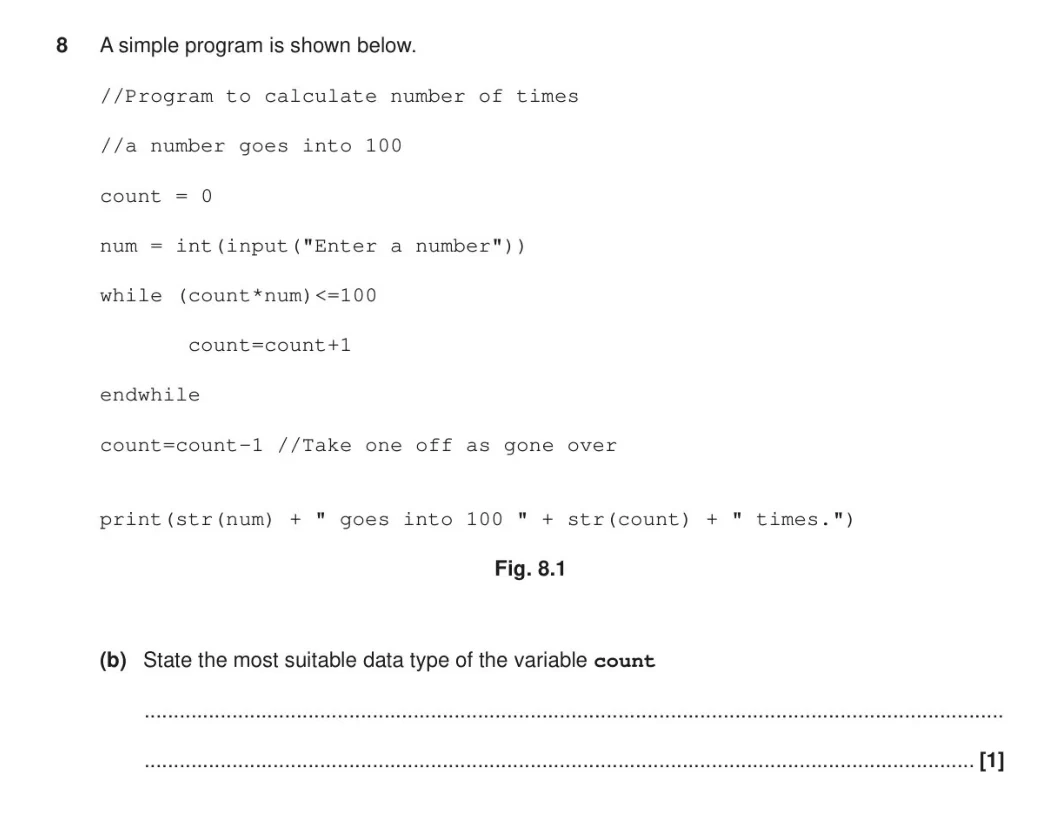 8 A simple program is shown below.
//Program to calculate number of times
//a number goes into 100
count = 0
num = int(input("Enter a number"))
while (count*num)<=100
count=count+1
endwhile
count=count-1 //Take one off as gone over
print(str(num) + " goes into 100 " + str(count) + " times.")
Fig. 8.1
(b) State the most suitable data type of the variable count
[1]